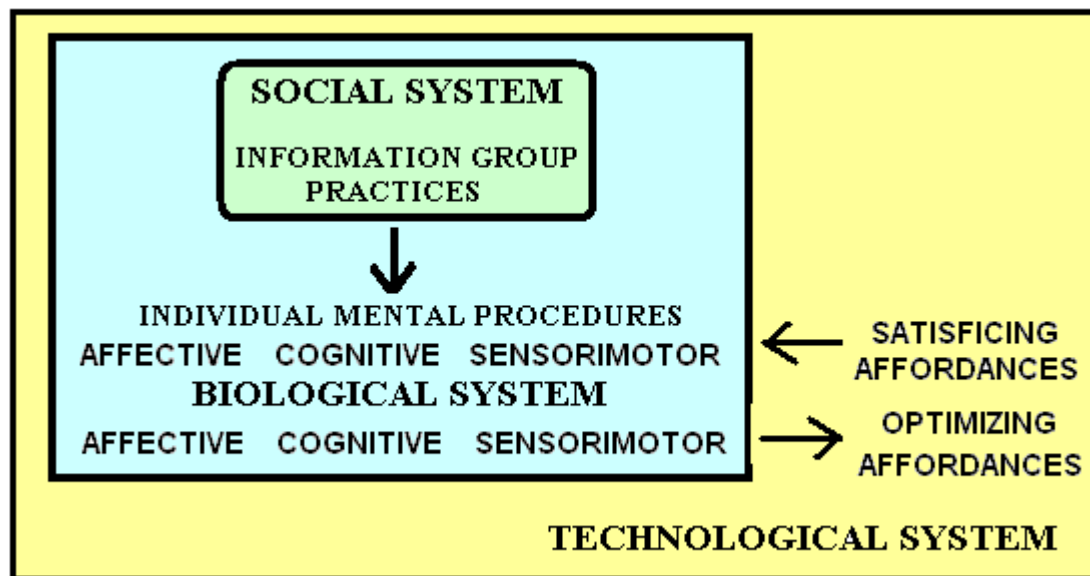 SOCIAL SYSTEM
INFORMATION GROUP
PRACTICES
INDIVIDUAL MENTAL PROCEDURES
AFFECTIVE COGNITIVE SENSORIMOTOR
BIOLOGICAL SYSTEM
AFFECTIVE COGNITIVE SENSORIMOTOR
SATISFICING
AFFORDANCES
OPTIMIZING
AFFORDANCES
TECHNOLOGICAL SYSTEM